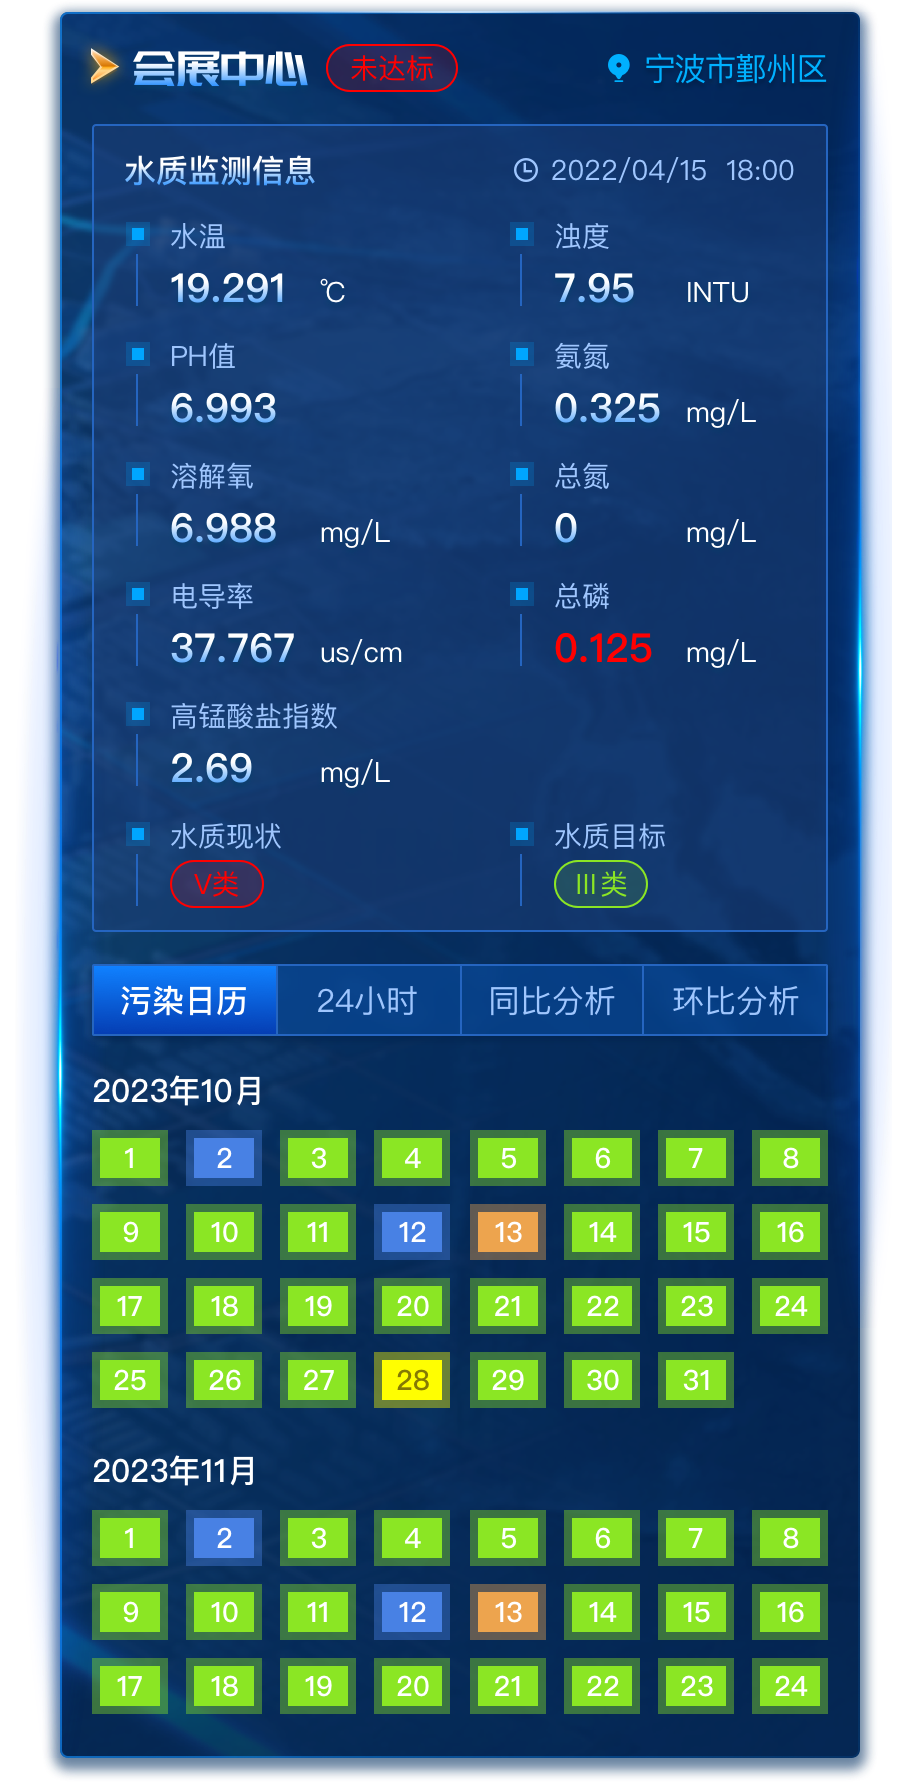 会展中心 未达标 宁波市鄞州区
水质监测信息 2022/04/15 18:00
水温 浊度
19.291 ℃ 7.95 INTU
PH值 氨氮
6.993 0.325 mg/L
溶解氧 总氮
6.988 mg/L 0 mg/L
电导率 总磷
37.767 us/cm 0.125 mg/L
高锰酸盐指数
2.69 mg/L
水质现状 水质目标
V类 III类
污染日历 24小时 同比分析 环比分析
2023年10月
1 2 3 4 5 6 7 8
9 10 11 12 13 14 15 16
17 18 19 20 21 22 23 24
25 26 27 28 29 30 31
2023年11月
1 2 3 4 5 6 7 8
9 10 11 12 13 14 15 16
17 18 19 20 21 22 23 24